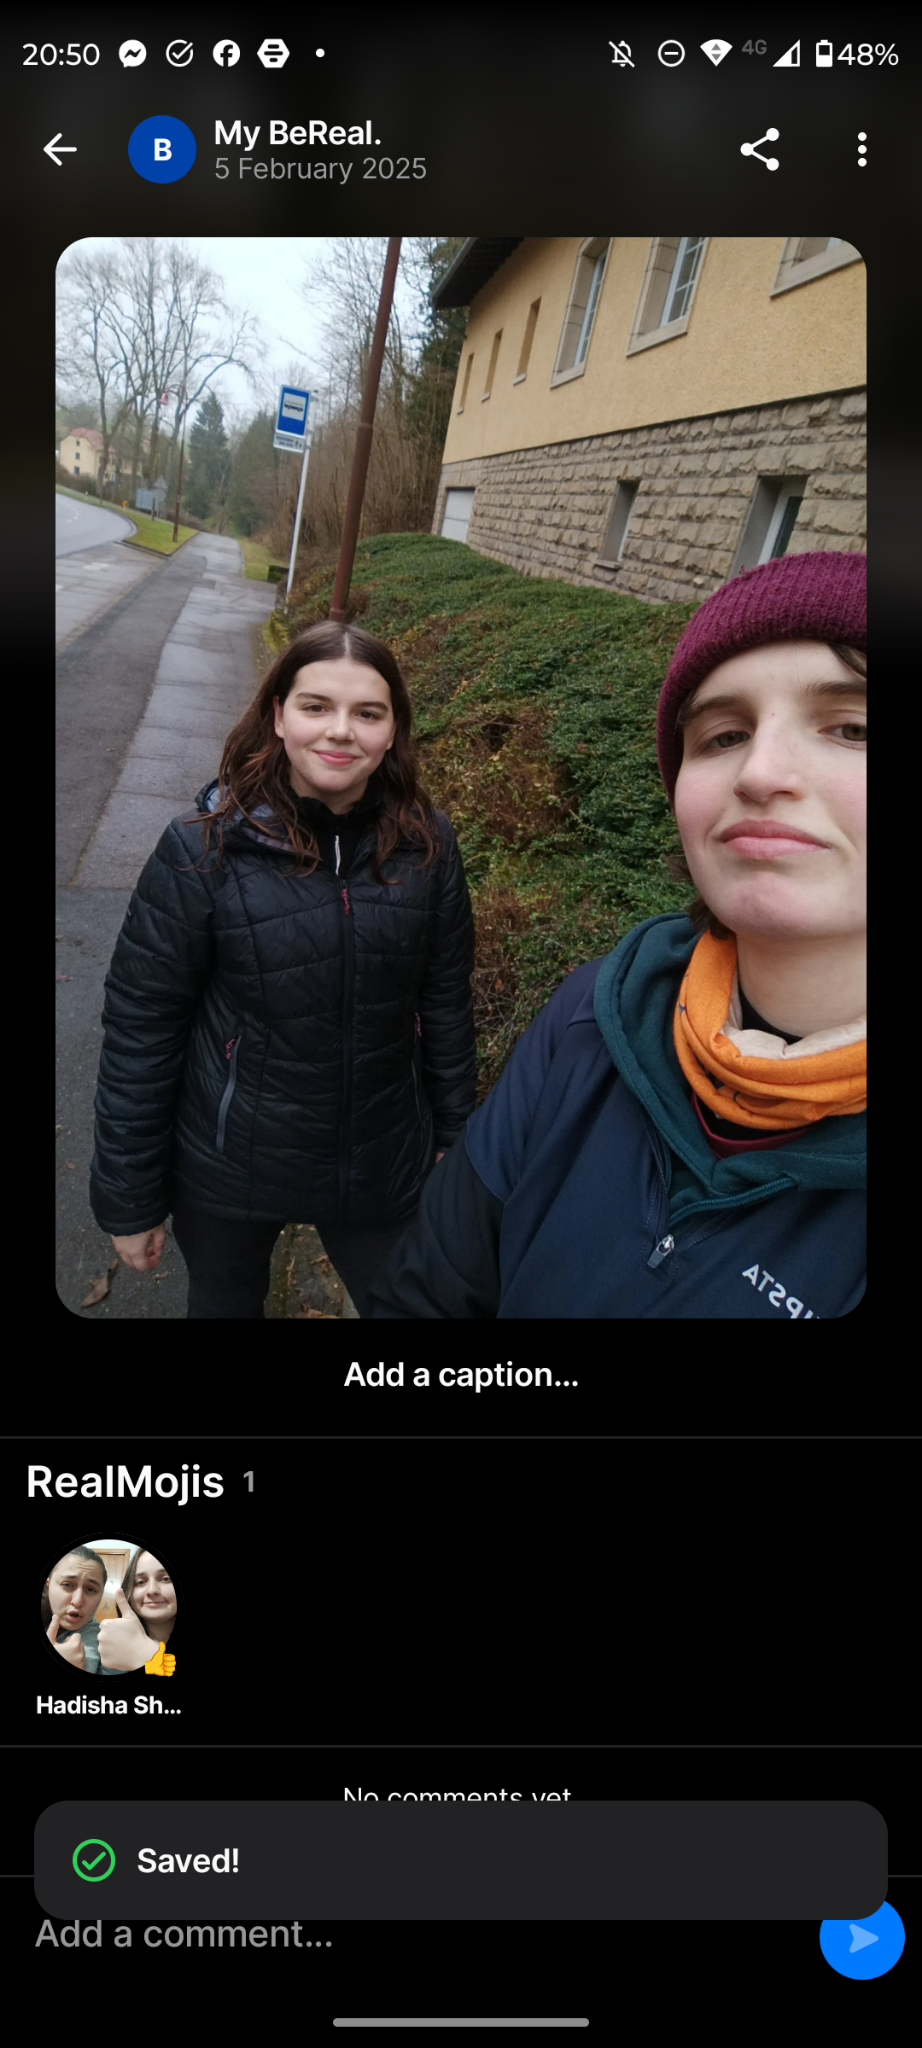 20:50
4G
48%
B
My BeReal.
5 February 2025
Add a caption...
RealMojis 1
Hadisha Sh...
No comments yet
Saved!
Add a comment...